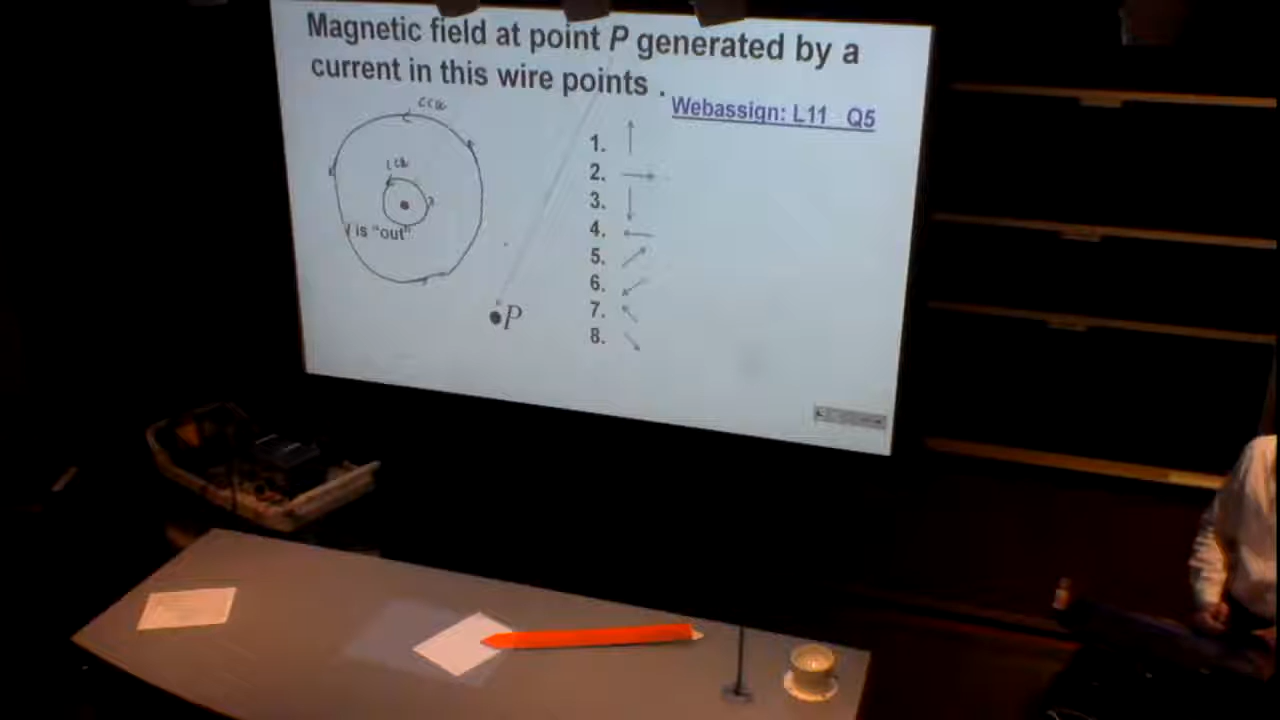 Magnetic field at point P generated by a
current in this wire points .
Webassign: L11 Q5
ccw
I is "out"
P
1.
2.
3.
4.
5.
6.
7.
8.